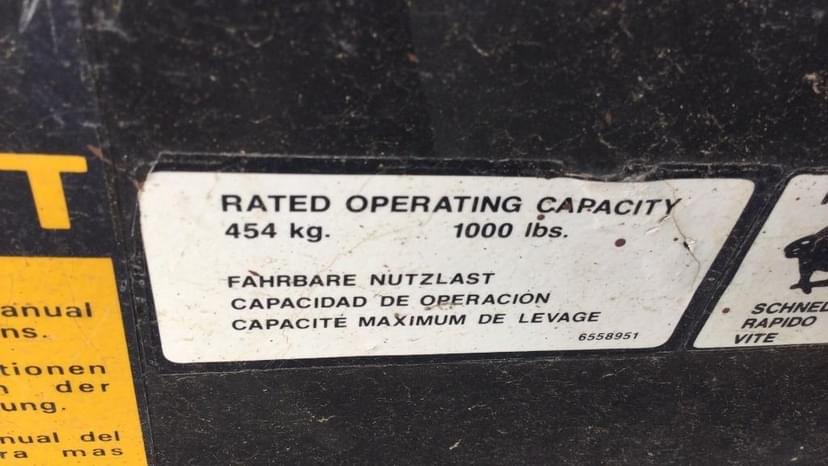 T
anual
ns.
tionen
der
ung.
nual del
ra mas
RATED OPERATING CAPACITY
454 kg. 1000 lbs.
FAHRBARE NUTZLAST
CAPACIDAD DE OPERACIÓN
CAPACITÉ MAXIMUM DE LEVAGE
6558951
SCHNEL
RAPIDO
VITE